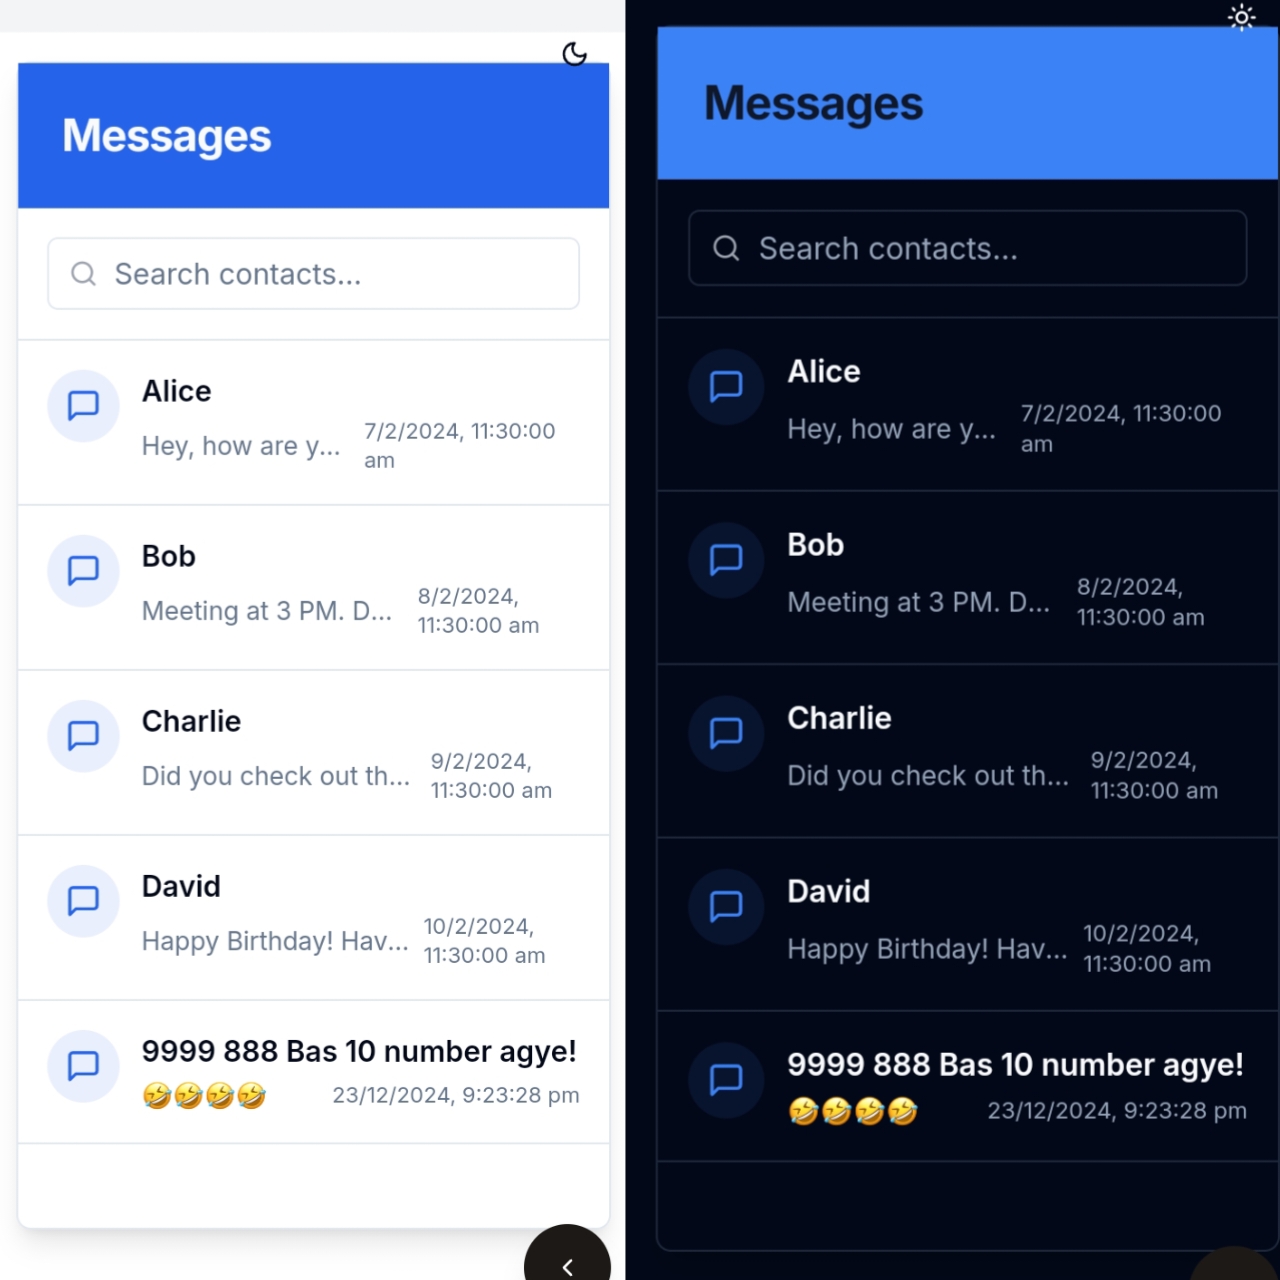 Messages
Search contacts...
Alice
Hey, how are y...
7/2/2024, 11:30:00
am
Bob
Meeting at 3 PM. D...
8/2/2024,
11:30:00 am
Charlie
Did you check out th...
9/2/2024,
11:30:00 am
David
Happy Birthday! Hav...
10/2/2024,
11:30:00 am
9999 888 Bas 10 number agye!
🤣🤣🤣🤣
23/12/2024, 9:23:28 pm
Messages
Search contacts...
Alice
Hey, how are y...
7/2/2024, 11:30:00
am
Bob
Meeting at 3 PM. D...
8/2/2024,
11:30:00 am
Charlie
Did you check out th...
9/2/2024,
11:30:00 am
David
Happy Birthday! Hav...
10/2/2024,
11:30:00 am
9999 888 Bas 10 number agye!
🤣🤣🤣🤣
23/12/2024, 9:23:28 pm